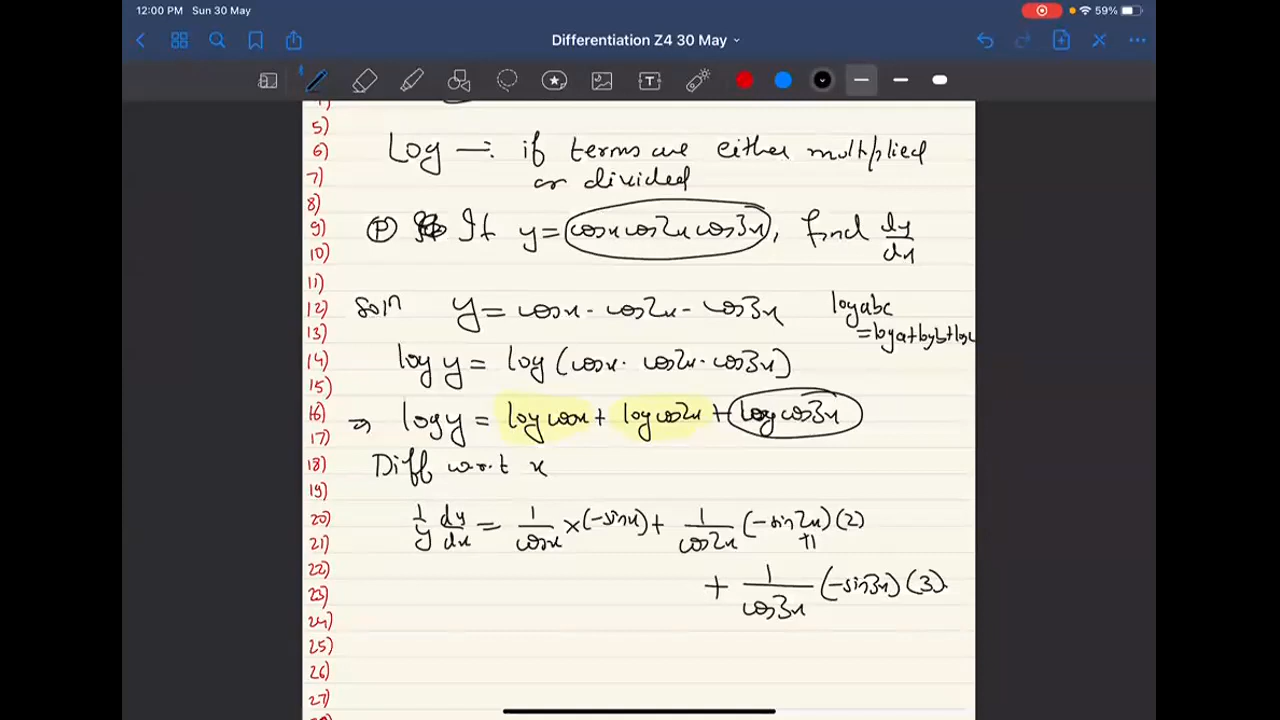 12:00 PM Sun 30 May
59%
Differentiation Z4 30 May
5)
6) Log —: if terms are either multiplied
7) or divided
8)
9) (P) If y = cosx cos2x cos3x, find dy/dx
10)
11)
12) Soln y = cosx · cos2x · cos3x log abc
13) = log a + log b + log c
14) log y = log (cosx · cos2x · cos3x)
15)
16) ⇒ log y = log cosx + log cos2x + log cos3x
17)
18) Diff w.r.t x
19)
20) 1/y dy/dx = 1/cosx × (-sinx) + 1/cos2x (-sin2x) (2)
21)
22) + 1/cos3x (-sin3x) (3)
23)
24)
25)
26)
27)